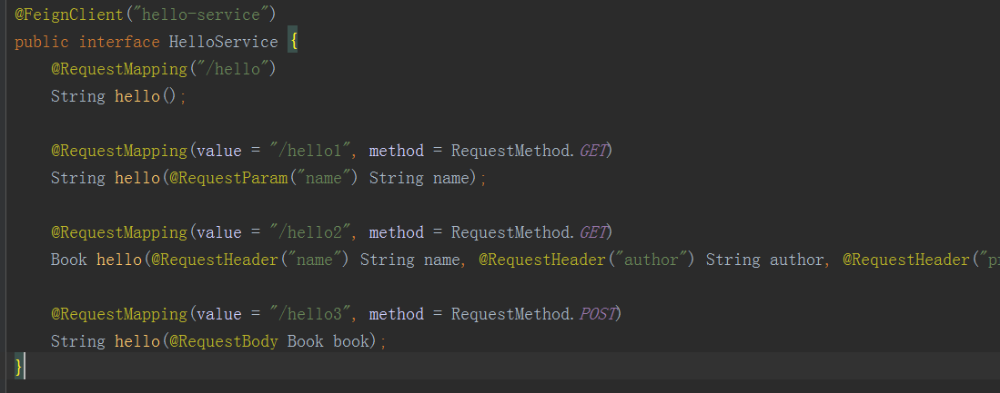 @FeignClient("hello-service")
public interface HelloService {
@RequestMapping("/hello")
String hello();
@RequestMapping(value = "/hello1", method = RequestMethod.GET)
String hello(@RequestParam("name") String name);
@RequestMapping(value = "/hello2", method = RequestMethod.GET)
Book hello(@RequestHeader("name") String name, @RequestHeader("author") String author, @RequestHeader("p
@RequestMapping(value = "/hello3", method = RequestMethod.POST)
String hello(@RequestBody Book book);
}